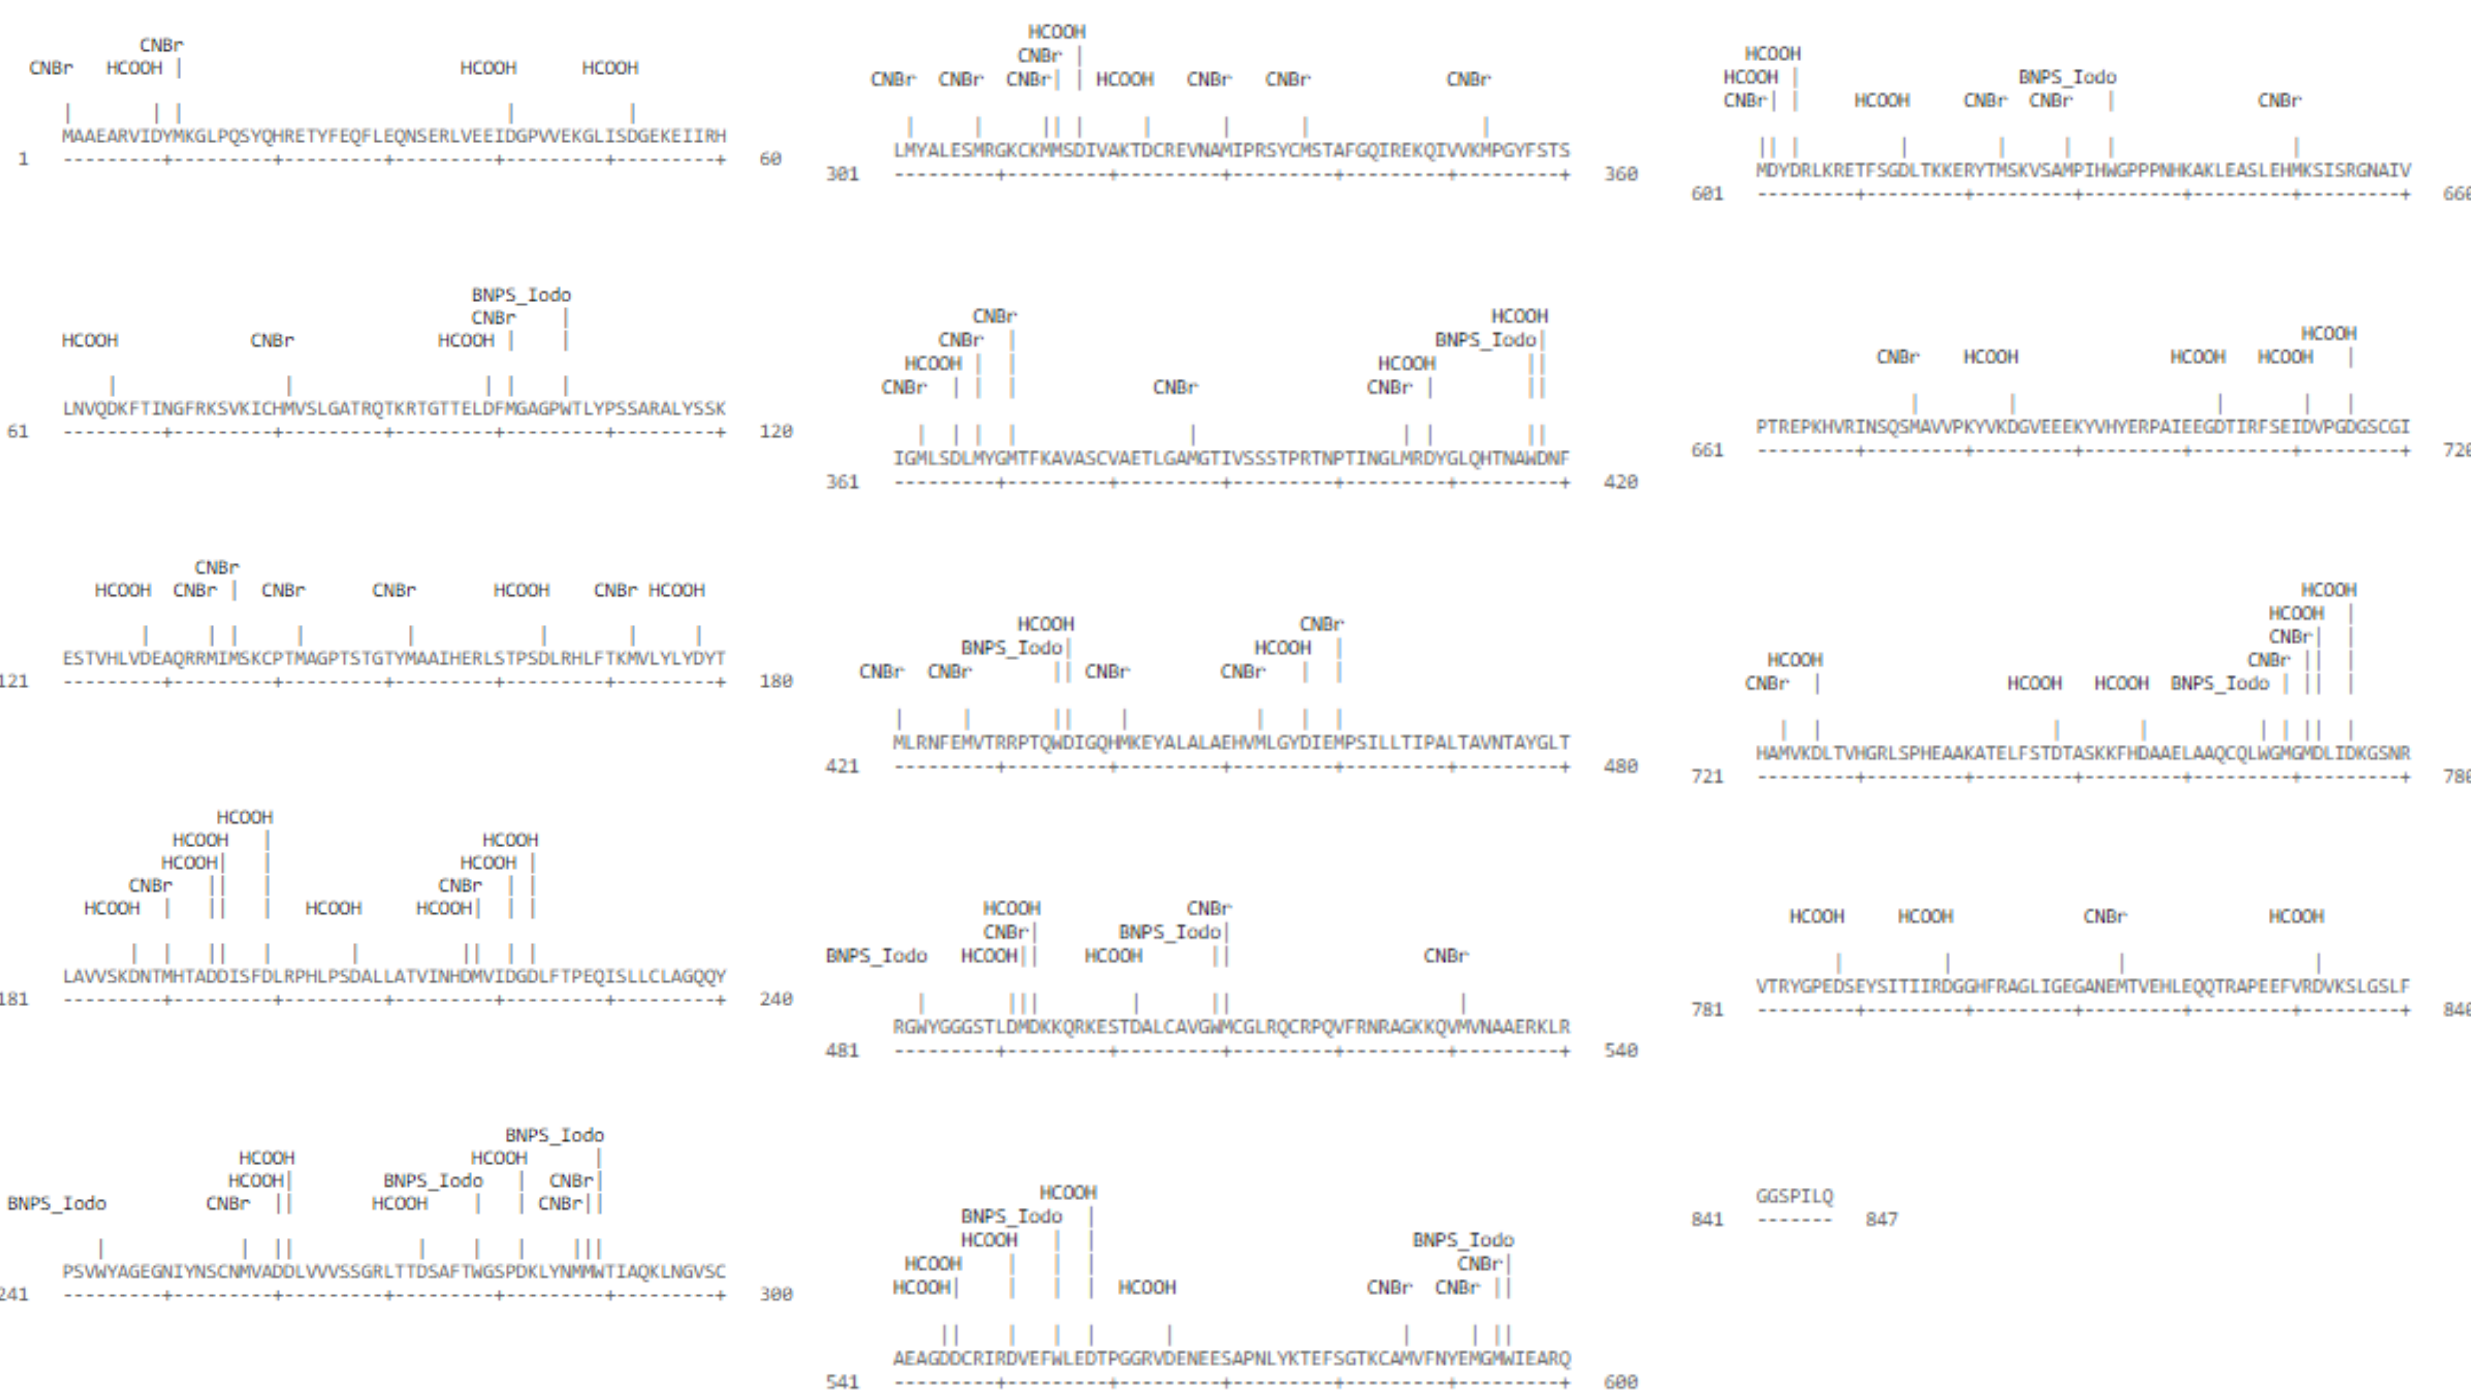 CNBr
CNBr HCOOH | HCOOH HCOOH
| | | | |
MAAEARVIDYMKGLPQSYQHRETYFEQFLEQNSERLVEEIDGPVVEKGLISDGEKEIIRH
1 ---------+---------+---------+---------+---------+---------+ 60
BNPS_Iodo
CNBr |
HCOOH CNBr HCOOH | |
| | | | |
LNVQDKFTINGFRKSVKICHMVSLGATRQTKRTGTTELDFMGAGPWTLYPSSARALYSSK
61 ---------+---------+---------+---------+---------+---------+ 120
CNBr
HCOOH CNBr | CNBr CNBr HCOOH CNBr HCOOH
| | | | | | | |
ESTVHLVDEAQRRMIMSKCPTMAGPTSTGTYMAAIHERLSTPSDLRHLFTKMVLYLYDYT
121 ---------+---------+---------+---------+---------+---------+ 180
HCOOH
HCOOH | HCOOH
HCOOH| | HCOOH |
CNBr || | CNBr | |
HCOOH | || | HCOOH HCOOH| | |
| | || | | || | |
LAVVSKDNTMHTADDISFDLRPHLPSDALLATVINHDMVIDGDLFTPEQISLLCLAGQQY
181 ---------+---------+---------+---------+---------+---------+ 240
BNPS_Iodo
HCOOH HCOOH |
HCOOH| BNPS_Iodo | CNBr|
BNPS_Iodo CNBr || HCOOH | | CNBr||
| | || | | | |||
PSVWYAGEGNIYNSCNMVADDLVVVSSGRLTTDSAFTWGSPDKLYNMMWTIAQKLNGVSC
241 ---------+---------+---------+---------+---------+---------+ 300
HCOOH
CNBr |
CNBr CNBr CNBr| | HCOOH CNBr CNBr CNBr
| | || | | | | |
LMYALESMRGKCKMMSDIVAKTDCREVNAMIPRSYCMSTAFGQIREKQIVVKMPGYFSTS
301 ---------+---------+---------+---------+---------+---------+ 360
CNBr HCOOH
CNBr | BNPS_Iodo|
HCOOH | | HCOOH ||
CNBr | | | CNBr CNBr | ||
| | | | | | | ||
IGMLSDLMYGMTFKAVASCVAETLGAMGTIVSSSTPRTNPTINGLMRDYGLQHTNAWDNF
361 ---------+---------+---------+---------+---------+---------+ 420
HCOOH CNBr
BNPS_Iodo| HCOOH |
CNBr CNBr || CNBr CNBr | |
| | || | | | |
MLRNFEMVTRRPTQWDIGQHMKEYALALAEHVMLGYDIEMPSILLTIPALTAVNTAYGLT
421 ---------+---------+---------+---------+---------+---------+ 480
HCOOH CNBr
CNBr| BNPS_Iodo|
BNPS_Iodo HCOOH|| HCOOH || CNBr
| ||| | || |
RGWYGGGSTLDMDKKQRKESTDALCAVGWMCGLRQCRPQVFRNRAGKKQVMVNAAERKLR
481 ---------+---------+---------+---------+---------+---------+ 540
HCOOH
BNPS_Iodo |
HCOOH | | BNPS_Iodo
HCOOH | | | CNBr|
HCOOH| | | | HCOOH CNBr CNBr ||
|| | | | | | | ||
AEAGDDCRIRDVEFWLEDTPGGRVDENEESAPNLYKTEFSGTKCAMVFNYEMGMWIEARQ
541 ---------+---------+---------+---------+---------+---------+ 600
HCOOH
HCOOH | BNPS_Iodo
CNBr| | HCOOH CNBr CNBr | CNBr
|| | | | | | |
MDYDRLKRETFSGDLTKKERYTMSKVSAMPIHWGPPPNHKAKLEASLEHMKSISRGNAIV
601 ---------+---------+---------+---------+---------+---------+ 660
HCOOH
CNBr HCOOH HCOOH HCOOH |
| | | | |
PTREPKHVRINSQSMAVVPKYVKDGVEEEKYVHYERPAIEEGDTIRFSEIDVPGDGSCGI
661 ---------+---------+---------+---------+---------+---------+ 720
HCOOH
HCOOH |
CNBr| |
HCOOH CNBr || |
CNBr | HCOOH HCOOH BNPS_Iodo | || |
| | | | | | || |
HAMVKDLTVHGRLSPHEAAKATELFSTDTASKKFHDAAELAAQCQLWGMGMDLIDKGSNR
721 ---------+---------+---------+---------+---------+---------+ 780
HCOOH HCOOH CNBr HCOOH
| | | |
VTRYGPEDSEYSITIIRDGGHFRAGLIGEGANEMTVEHLEQQTRAPEEFVRDVKSLGSLF
781 ---------+---------+---------+---------+---------+---------+ 840
GGSPILQ
841 ------- 847